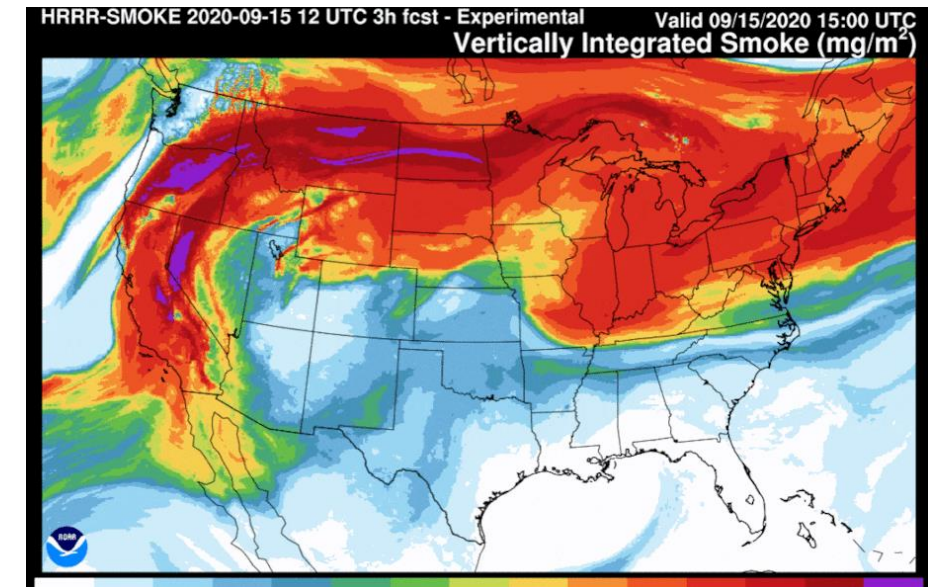 HRRR-SMOKE 2020-09-15 12 UTC 3h fcst - Experimental
Valid 09/15/2020 15:00 UTC
Vertically Integrated Smoke (mg/m²)
NOAA